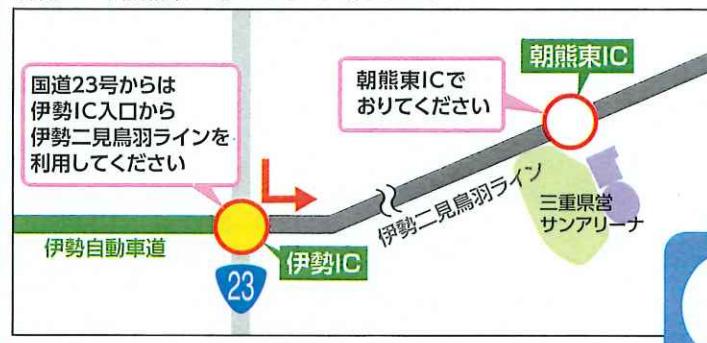 国道23号からは
伊勢IC入口から
伊勢二見鳥羽ラインを
利用してください
朝熊東ICで
おりてください
朝熊東IC
伊勢二見鳥羽ライン
三重県営
サンアリーナ
伊勢自動車道
伊勢IC
23